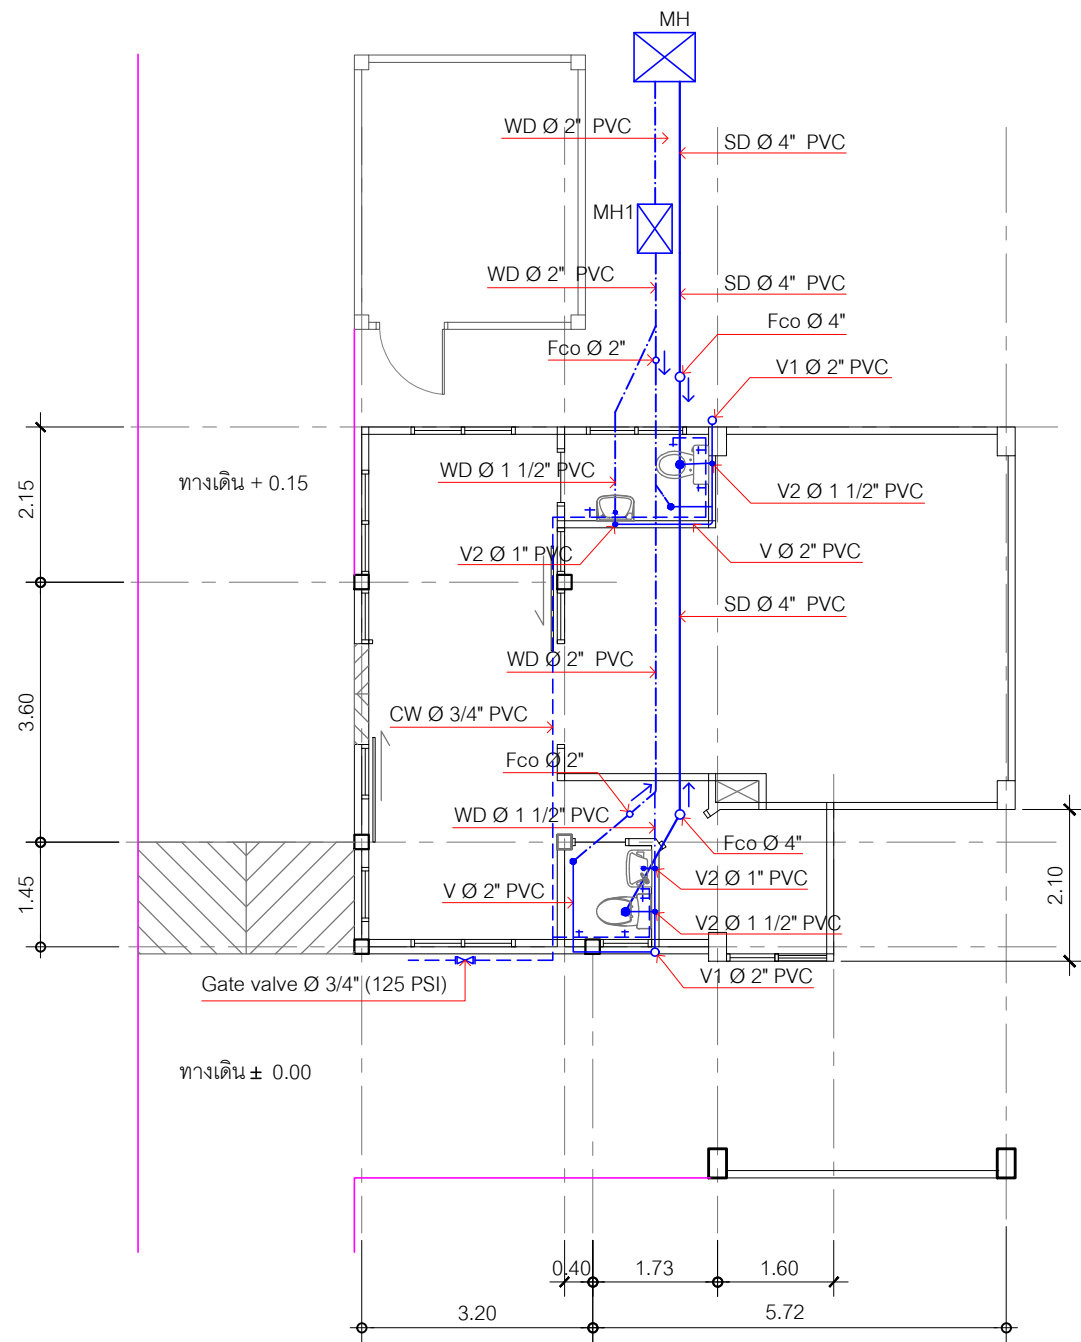 MH
WD Ø 2" PVC
SD Ø 4" PVC
MH1
WD Ø 2" PVC
SD Ø 4" PVC
Fco Ø 4"
Fco Ø 2"
V1 Ø 2" PVC
2.15
ทางเดิน + 0.15
WD Ø 1 1/2" PVC
V2 Ø 1 1/2" PVC
V2 Ø 1" PVC
V Ø 2" PVC
SD Ø 4" PVC
WD Ø 2" PVC
3.60
CW Ø 3/4" PVC
Fco Ø 2"
WD Ø 1 1/2" PVC
Fco Ø 4"
1.45
V Ø 2" PVC
V2 Ø 1" PVC
2.10
V2 Ø 1 1/2" PVC
Gate valve Ø 3/4" (125 PSI)
V1 Ø 2" PVC
ทางเดิน ± 0.00
0.40
1.73
1.60
3.20
5.72